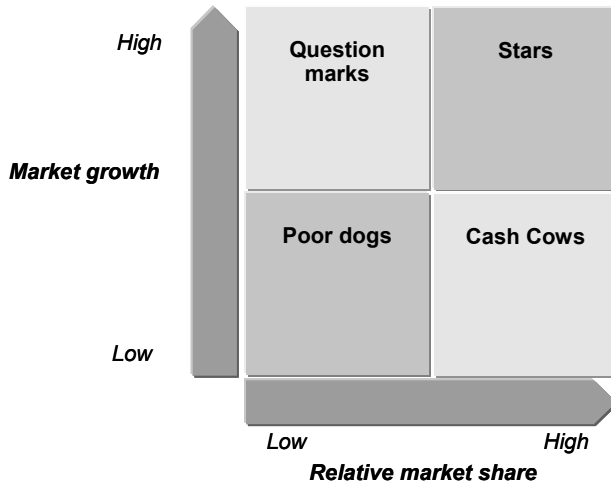 High
Question
marks
Stars
Market growth
Poor dogs
Cash Cows
Low
Low
High
Relative market share